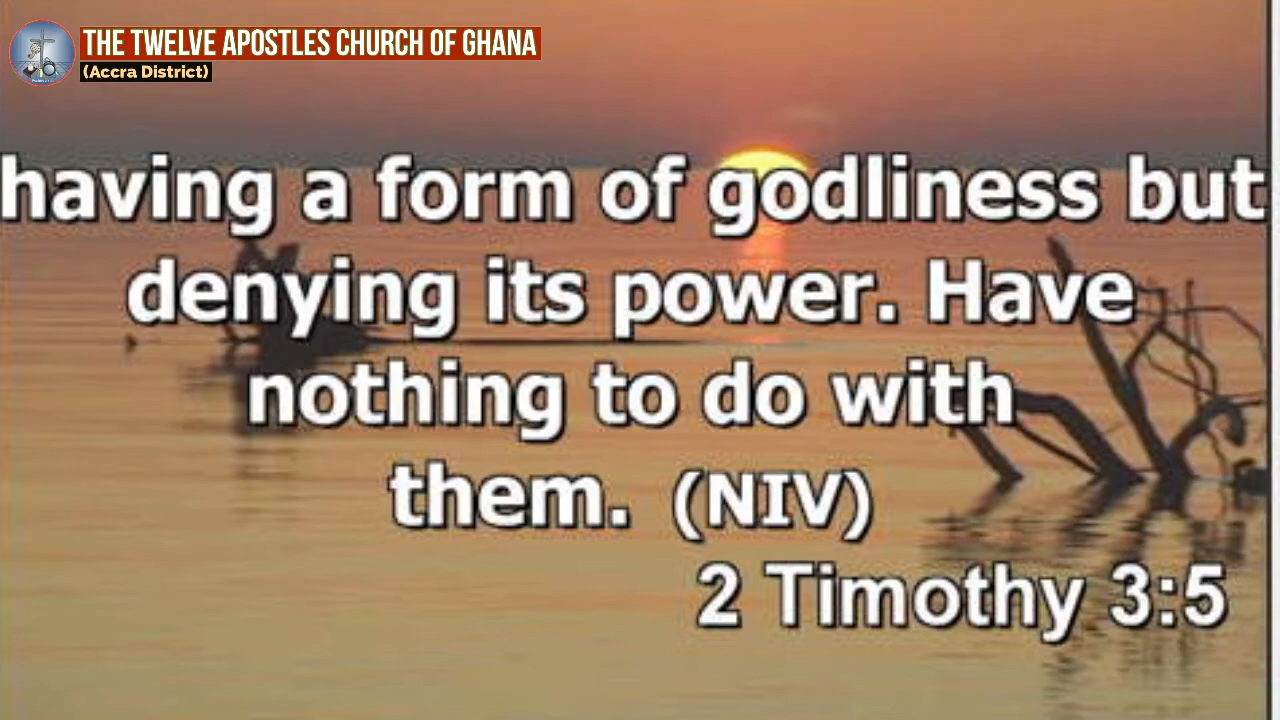 THE TWELVE APOSTLES CHURCH OF GHANA
(Accra District)
having a form of godliness but
denying its power. Have
nothing to do with
them. (NIV)
2 Timothy 3:5